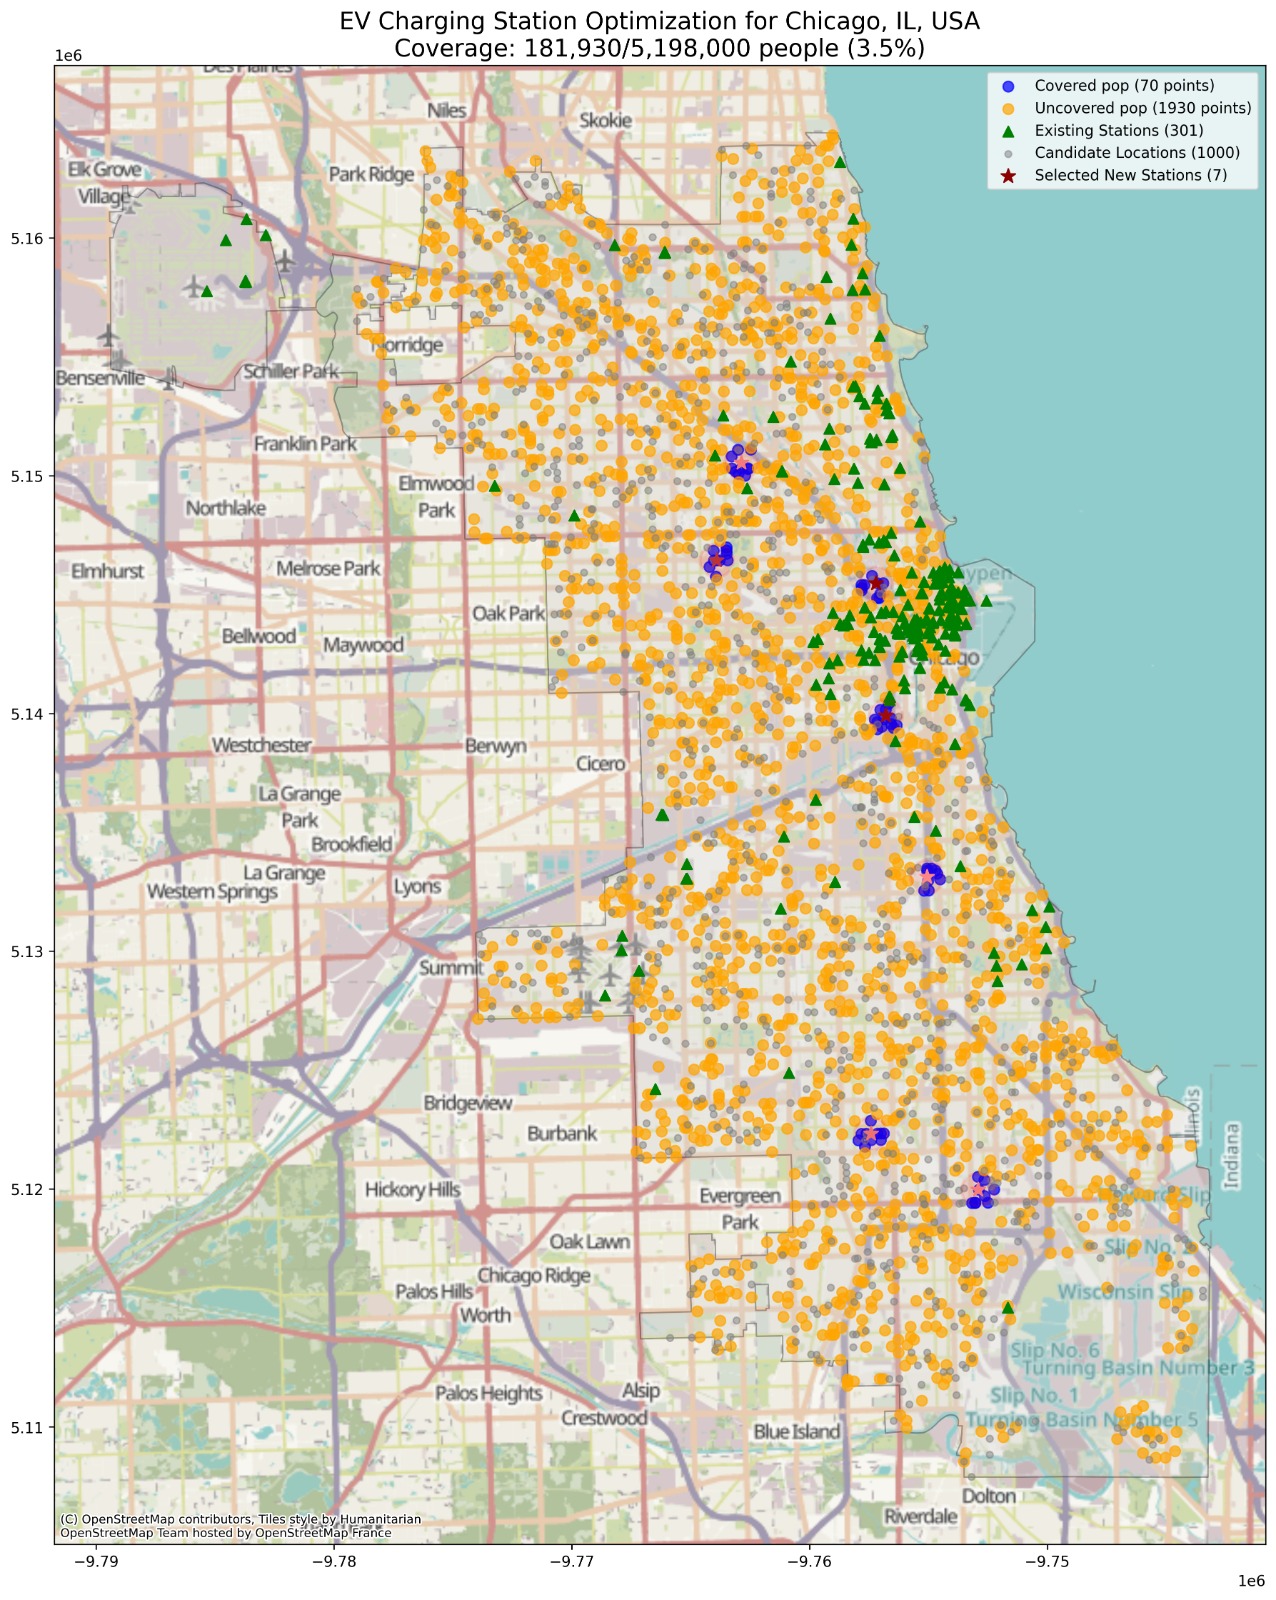 EV Charging Station Optimization for Chicago, IL, USA
Coverage: 181,930/5,198,000 people (3.5%)
1e6
Covered pop (70 points)
Uncovered pop (1930 points)
Existing Stations (301)
Candidate Locations (1000)
Selected New Stations (7)
Des Plaines
Niles
Skokie
Elk Grove
Village
Park Ridge
5.16
Norridge
Schiller Park
Bensenville
Franklin Park
5.15
Elmwood
Park
Northlake
Elmhurst
Melrose Park
Oak Park
Bellwood
Maywood
Chicago
5.14
Westchester
Berwyn
Cicero
La Grange
Park
Brookfield
La Grange
Western Springs
Lyons
5.13
Summit
Bridgeview
Burbank
Illinois
Indiana
5.12
Hickory Hills
Evergreen
Park
Oak Lawn
Slip No.
Chicago Ridge
Palos Hills
Worth
Wisconsin Slip
Slip No. 6
Turning Basin Number 3
Palos Heights
Alsip
Slip No. 1
Crestwood
Turning Basin Number 5
5.11
Blue Island
Dolton
Riverdale
(C) OpenStreetMap contributors, Tiles style by Humanitarian
OpenStreetMap Team hosted by OpenStreetMap France
−9.79
−9.78
−9.77
−9.76
−9.75
1e6